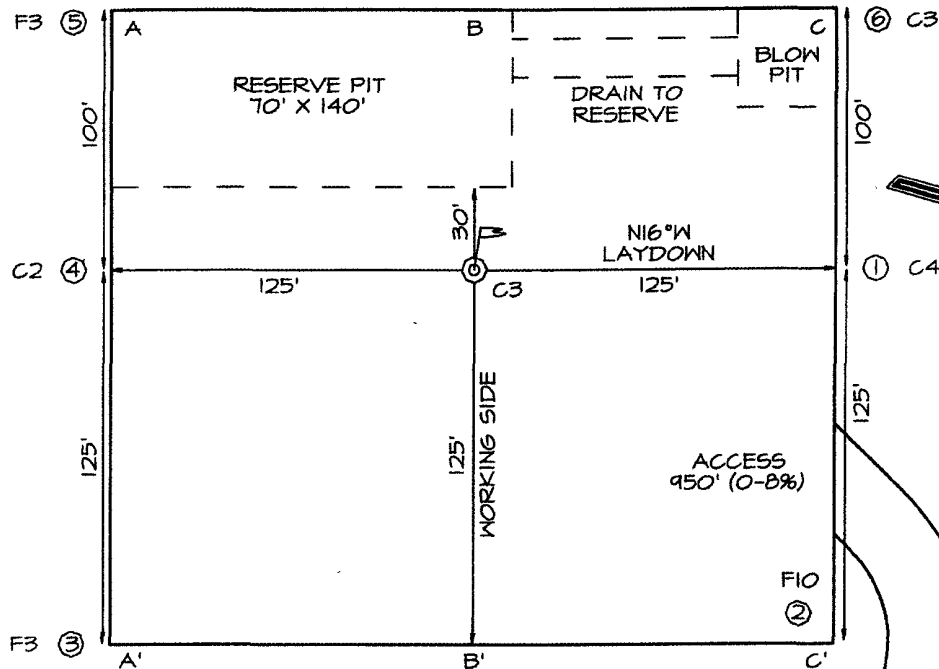 F3 ⑤ A B C ⑥ C3
BLOW
PIT
RESERVE PIT
70' X 140'
DRAIN TO
RESERVE
100'
100'
30'
N16°W
LAYDOWN
C2 ④
125'
C3
125'
① C4
125'
125'
WORKING SIDE
125'
ACCESS
950' (0-8%)
F10
②
F3 ③
A' B' C'